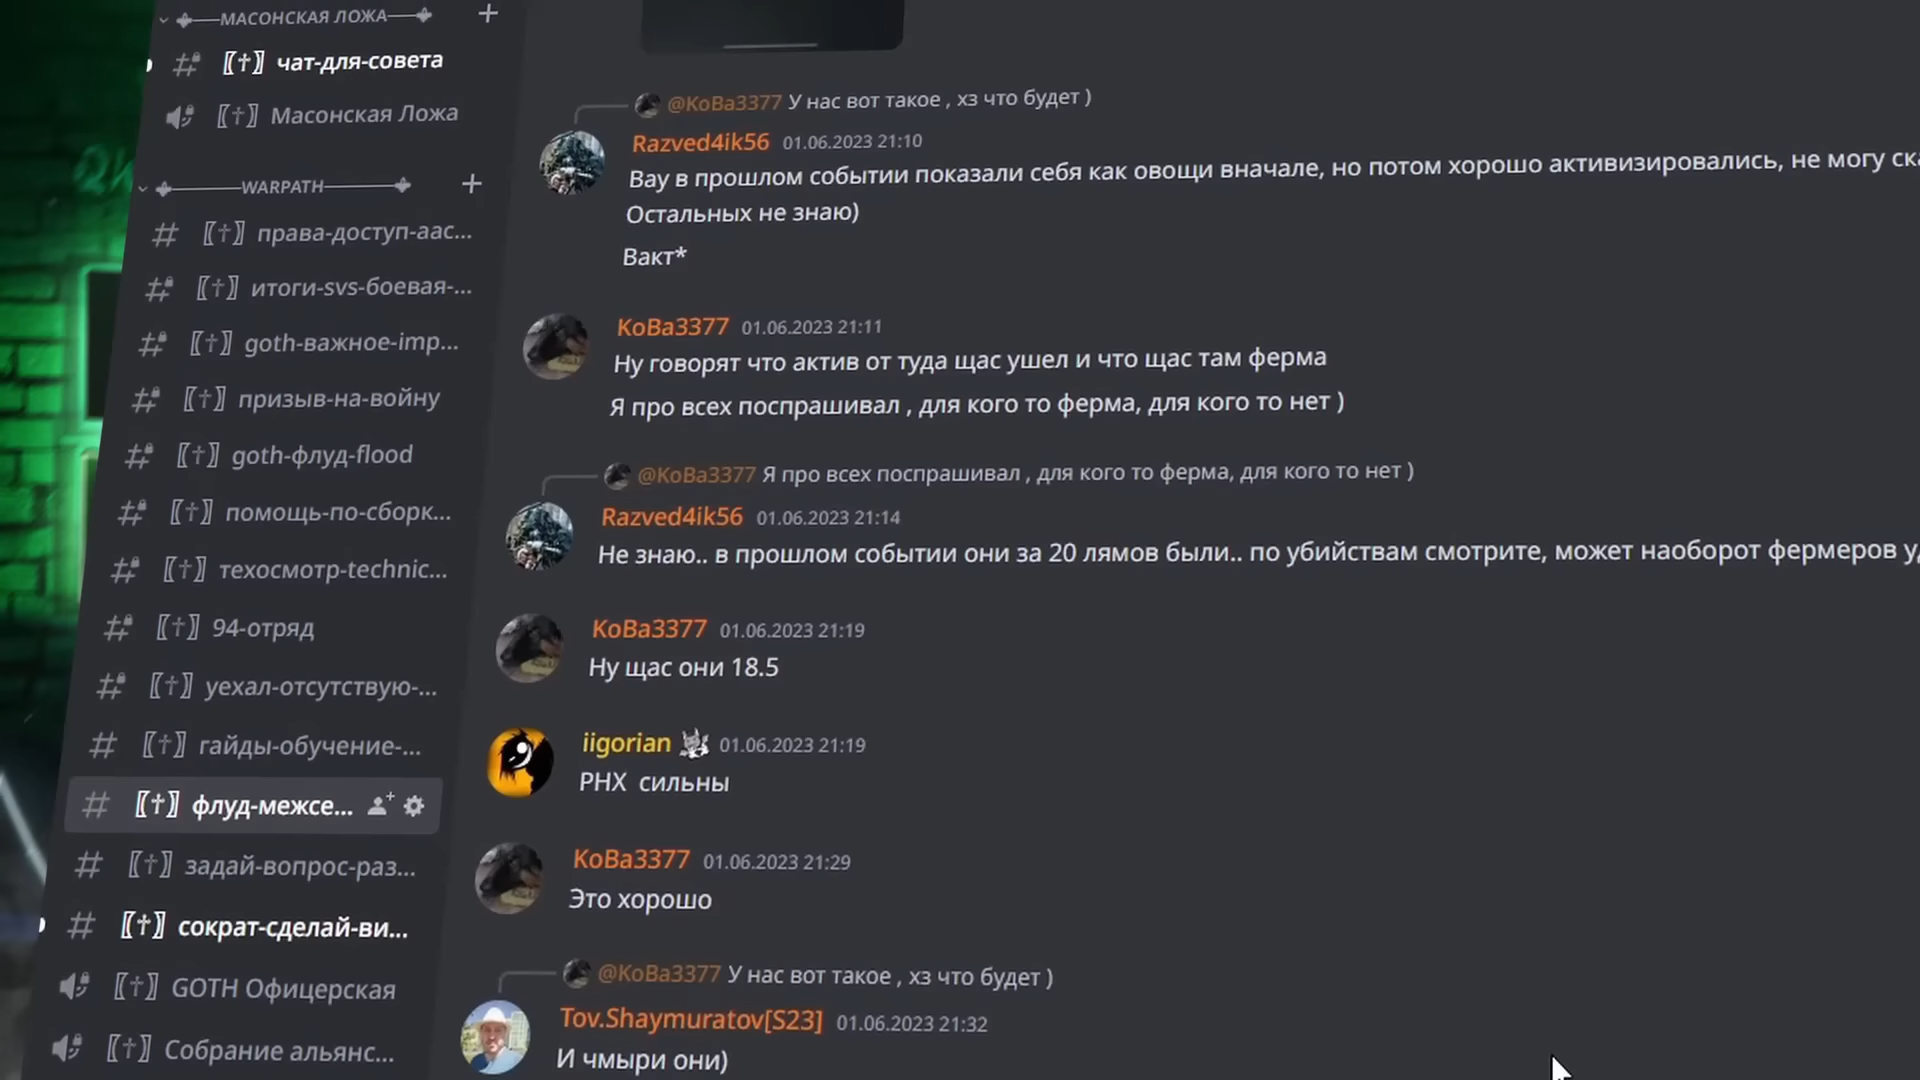 МАСОНСКАЯ ЛОЖА
〖†〗 чат-для-совета
〖†〗 Масонская Ложа
WARPATH
〖†〗 права-доступ-аас...
〖†〗 итоги-svs-боевая-...
〖†〗 goth-важное-imp...
〖†〗 призыв-на-войну
〖†〗 goth-флуд-flood
〖†〗 помощь-по-сборк...
〖†〗 техосмотр-technic...
〖†〗 94-отряд
〖†〗 уехал-отсутствую-...
〖†〗 гайды-обучение-...
〖†〗 флуд-межсе...
〖†〗 задай-вопрос-раз...
〖†〗 сократ-сделай-ви...
〖†〗 GOTH Офицерская
〖†〗 Собрание альянс...
@KoBa3377 У нас вот такое , хз что будет )
Razved4ik56 01.06.2023 21:10
Вау в прошлом событии показали себя как овощи вначале, но потом хорошо активизировались, не могу ска
Остальных не знаю)
Вакт*
KoBa3377 01.06.2023 21:11
Ну говорят что актив от туда щас ушел и что щас там ферма
Я про всех поспрашивал , для кого то ферма, для кого то нет )
@KoBa3377 Я про всех поспрашивал , для кого то ферма, для кого то нет )
Razved4ik56 01.06.2023 21:14
Не знаю.. в прошлом событии они за 20 лямов были.. по убийствам смотрите, может наоборот фермеров у
KoBa3377 01.06.2023 21:19
Ну щас они 18.5
iigorian 01.06.2023 21:19
PHX сильны
KoBa3377 01.06.2023 21:29
Это хорошо
@KoBa3377 У нас вот такое , хз что будет )
Tov.Shaymuratov[S23] 01.06.2023 21:32
И чмыри они)